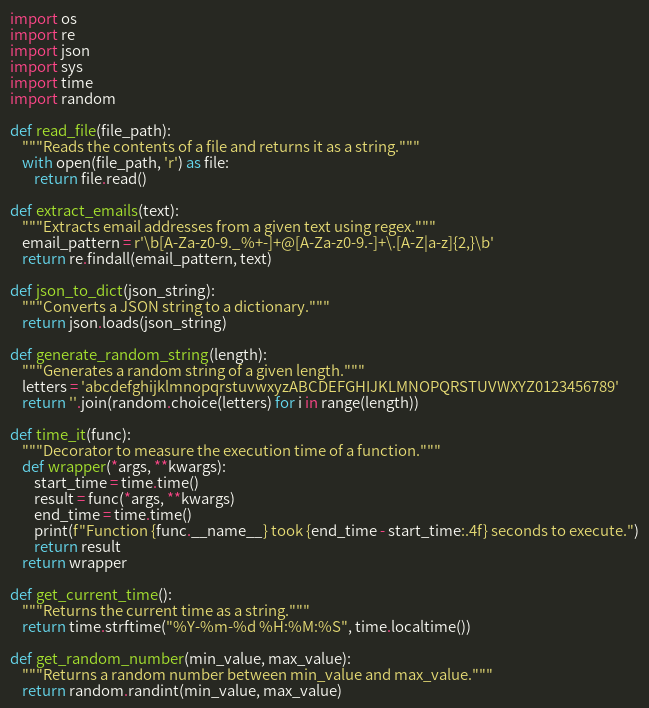 import os
import re
import json
import sys
import time
import random

def read_file(file_path):
    """Reads the contents of a file and returns it as a string."""
    with open(file_path, 'r') as file:
        return file.read()

def extract_emails(text):
    """Extracts email addresses from a given text using regex."""
    email_pattern = r'\b[A-Za-z0-9._%+-]+@[A-Za-z0-9.-]+\.[A-Z|a-z]{2,}\b'
    return re.findall(email_pattern, text)

def json_to_dict(json_string):
    """Converts a JSON string to a dictionary."""
    return json.loads(json_string)

def generate_random_string(length):
    """Generates a random string of a given length."""
    letters = 'abcdefghijklmnopqrstuvwxyzABCDEFGHIJKLMNOPQRSTUVWXYZ0123456789'
    return ''.join(random.choice(letters) for i in range(length))

def time_it(func):
    """Decorator to measure the execution time of a function."""
    def wrapper(*args, **kwargs):
        start_time = time.time()
        result = func(*args, **kwargs)
        end_time = time.time()
        print(f"Function {func.__name__} took {end_time - start_time:.4f} seconds to execute.")
        return result
    return wrapper

def get_current_time():
    """Returns the current time as a string."""
    return time.strftime("%Y-%m-%d %H:%M:%S", time.localtime())

def get_random_number(min_value, max_value):
    """Returns a random number between min_value and max_value."""
    return random.randint(min_value, max_value)